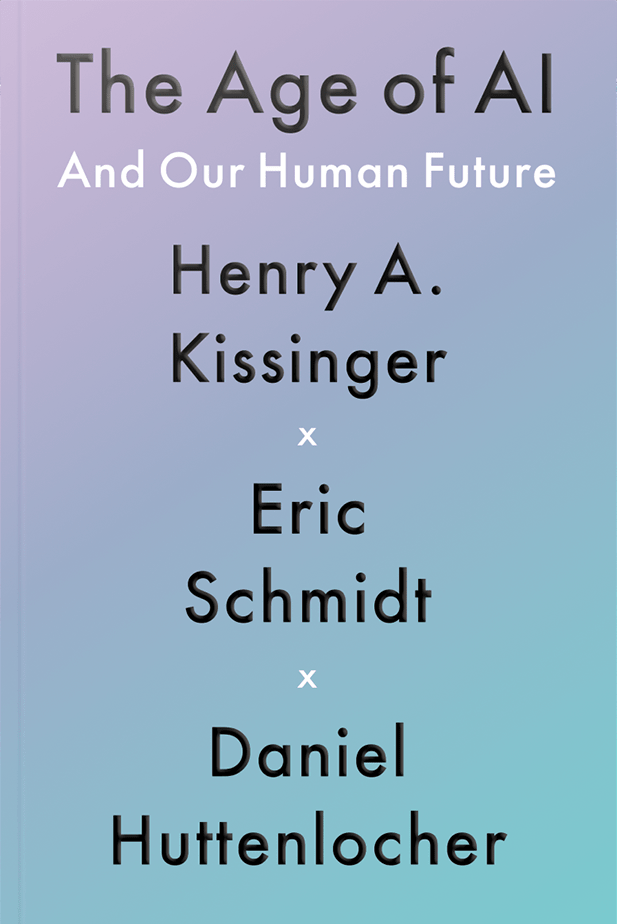 The Age of AI
And Our Human Future
Henry A.
Kissinger
x
Eric
Schmidt
x
Daniel
Huttenlocher